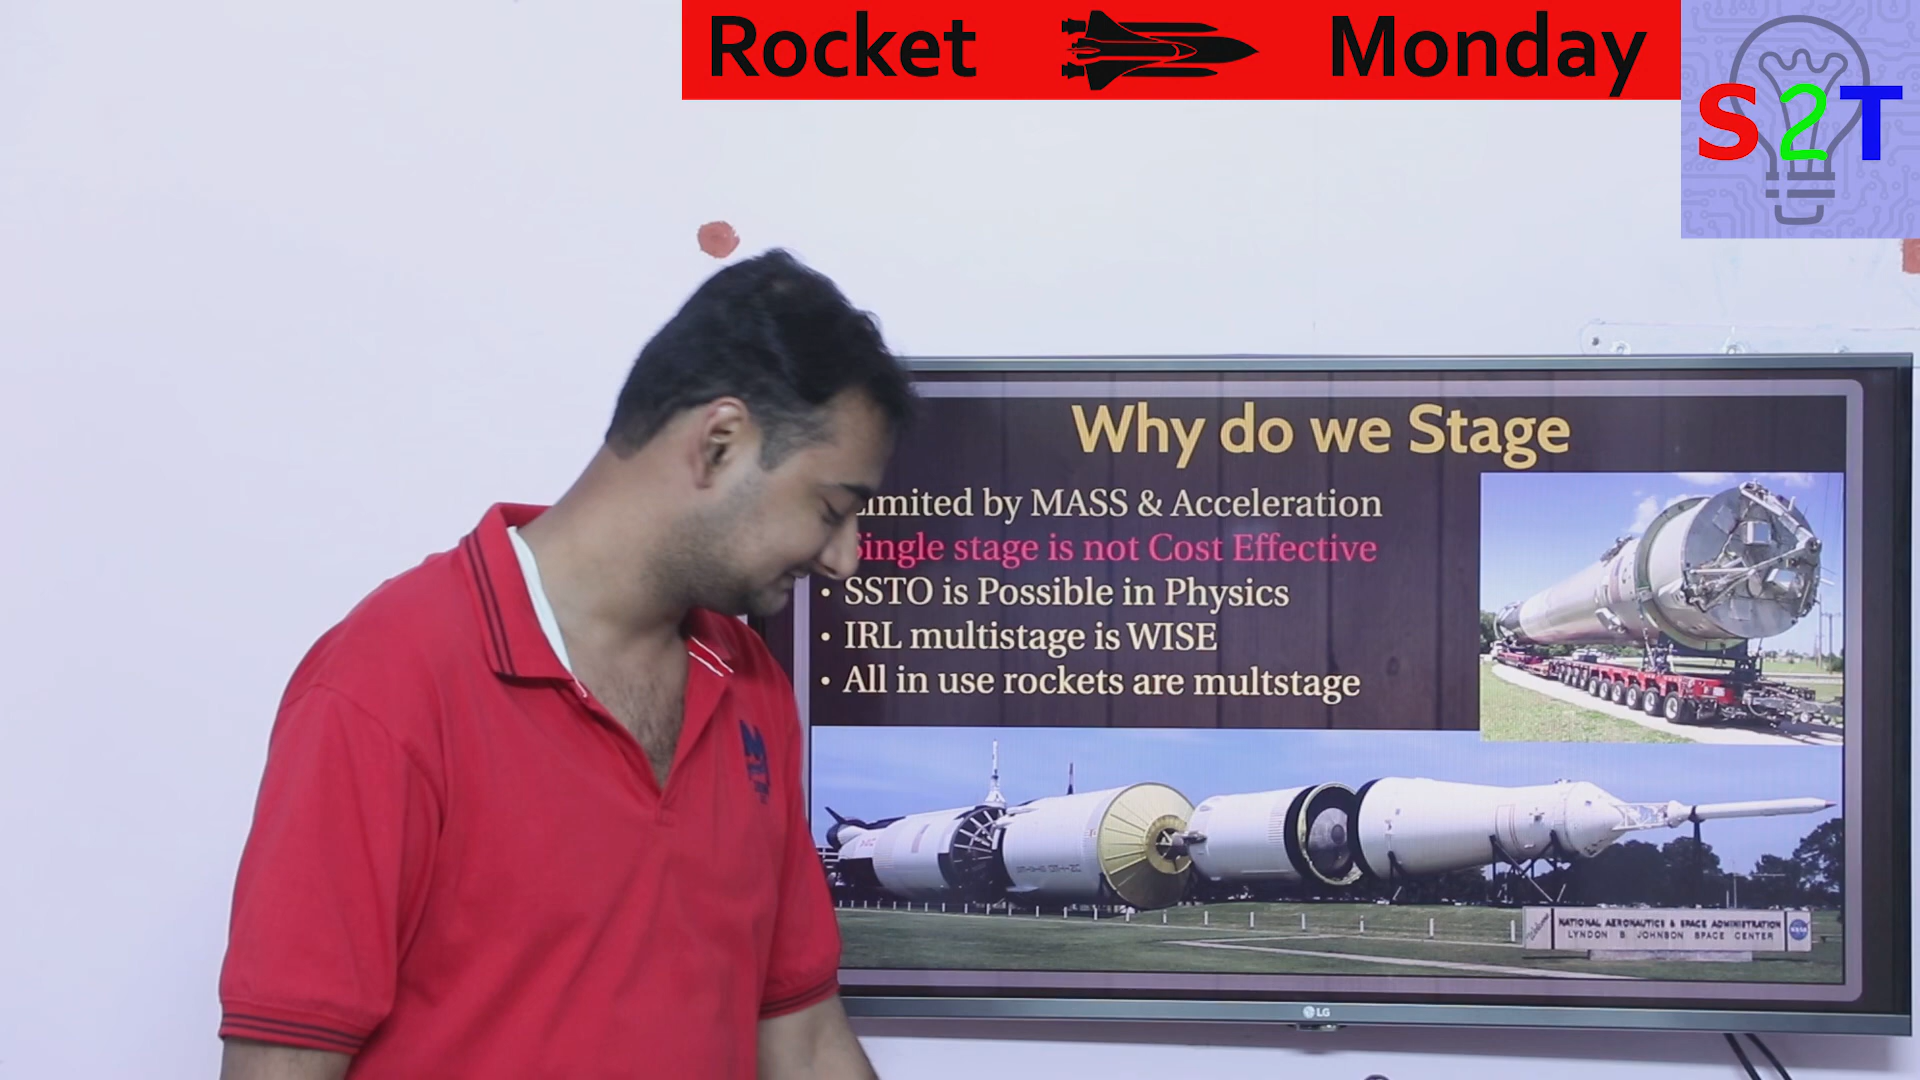 Rocket Monday
S2T
Why do we Stage
Limited by MASS & Acceleration
Single stage is not Cost Effective
• SSTO is Possible in Physics
• IRL multistage is WISE
• All in use rockets are multstage
NATIONAL AERONAUTICS & SPACE ADMINISTRATION
LYNDON B JOHNSON SPACE CENTER
LG